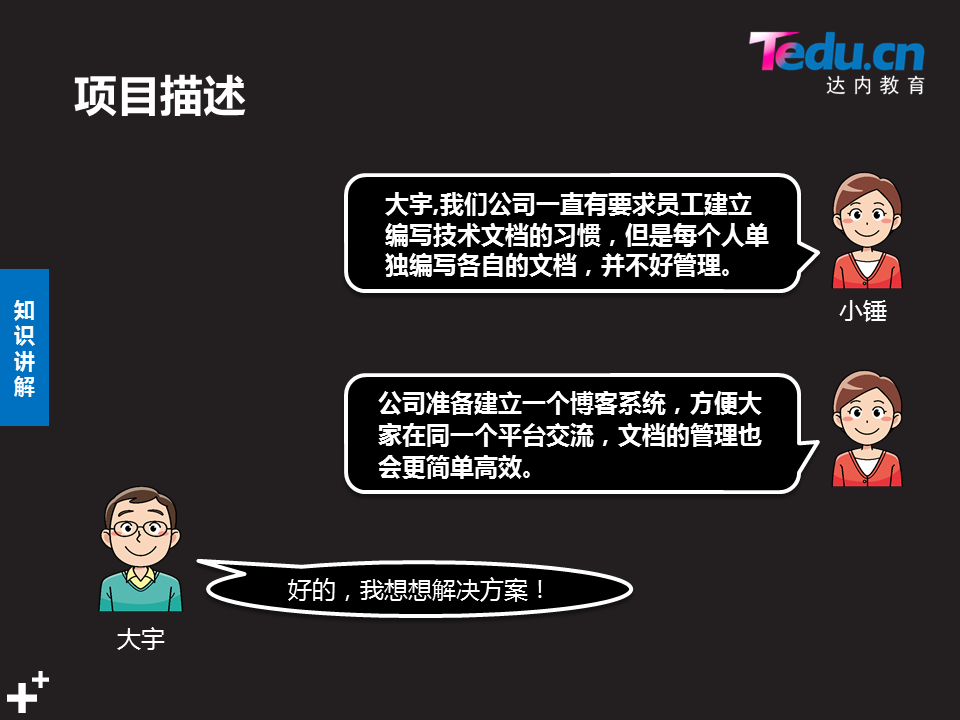 Tedu.cn
达内教育
项目描述
大宇,我们公司一直有要求员工建立
编写技术文档的习惯，但是每个人单
独编写各自的文档，并不好管理。
小锤
知
识
讲
解
公司准备建立一个博客系统，方便大
家在同一个平台交流，文档的管理也
会更简单高效。
好的，我想想解决方案！
大宇